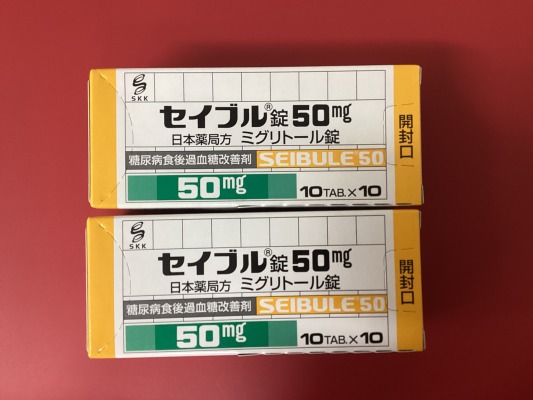 SKK
セイブル®錠50mg
日本薬局方 ミグリトール錠
糖尿病食後過血糖改善剤 SEIBULE 50
50mg 10TAB.×10
開封口
SKK
セイブル®錠50mg
日本薬局方 ミグリトール錠
糖尿病食後過血糖改善剤 SEIBULE 50
50mg 10TAB.×10
開封口